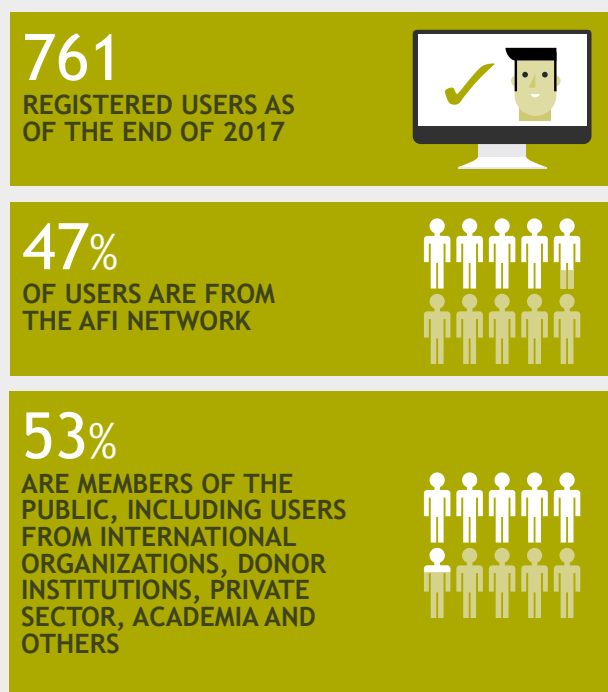 761
REGISTERED USERS AS
OF THE END OF 2017
47%
OF USERS ARE FROM
THE AFI NETWORK
53%
ARE MEMBERS OF THE
PUBLIC, INCLUDING USERS
FROM INTERNATIONAL
ORGANIZATIONS, DONOR
INSTITUTIONS, PRIVATE
SECTOR, ACADEMIA AND
OTHERS